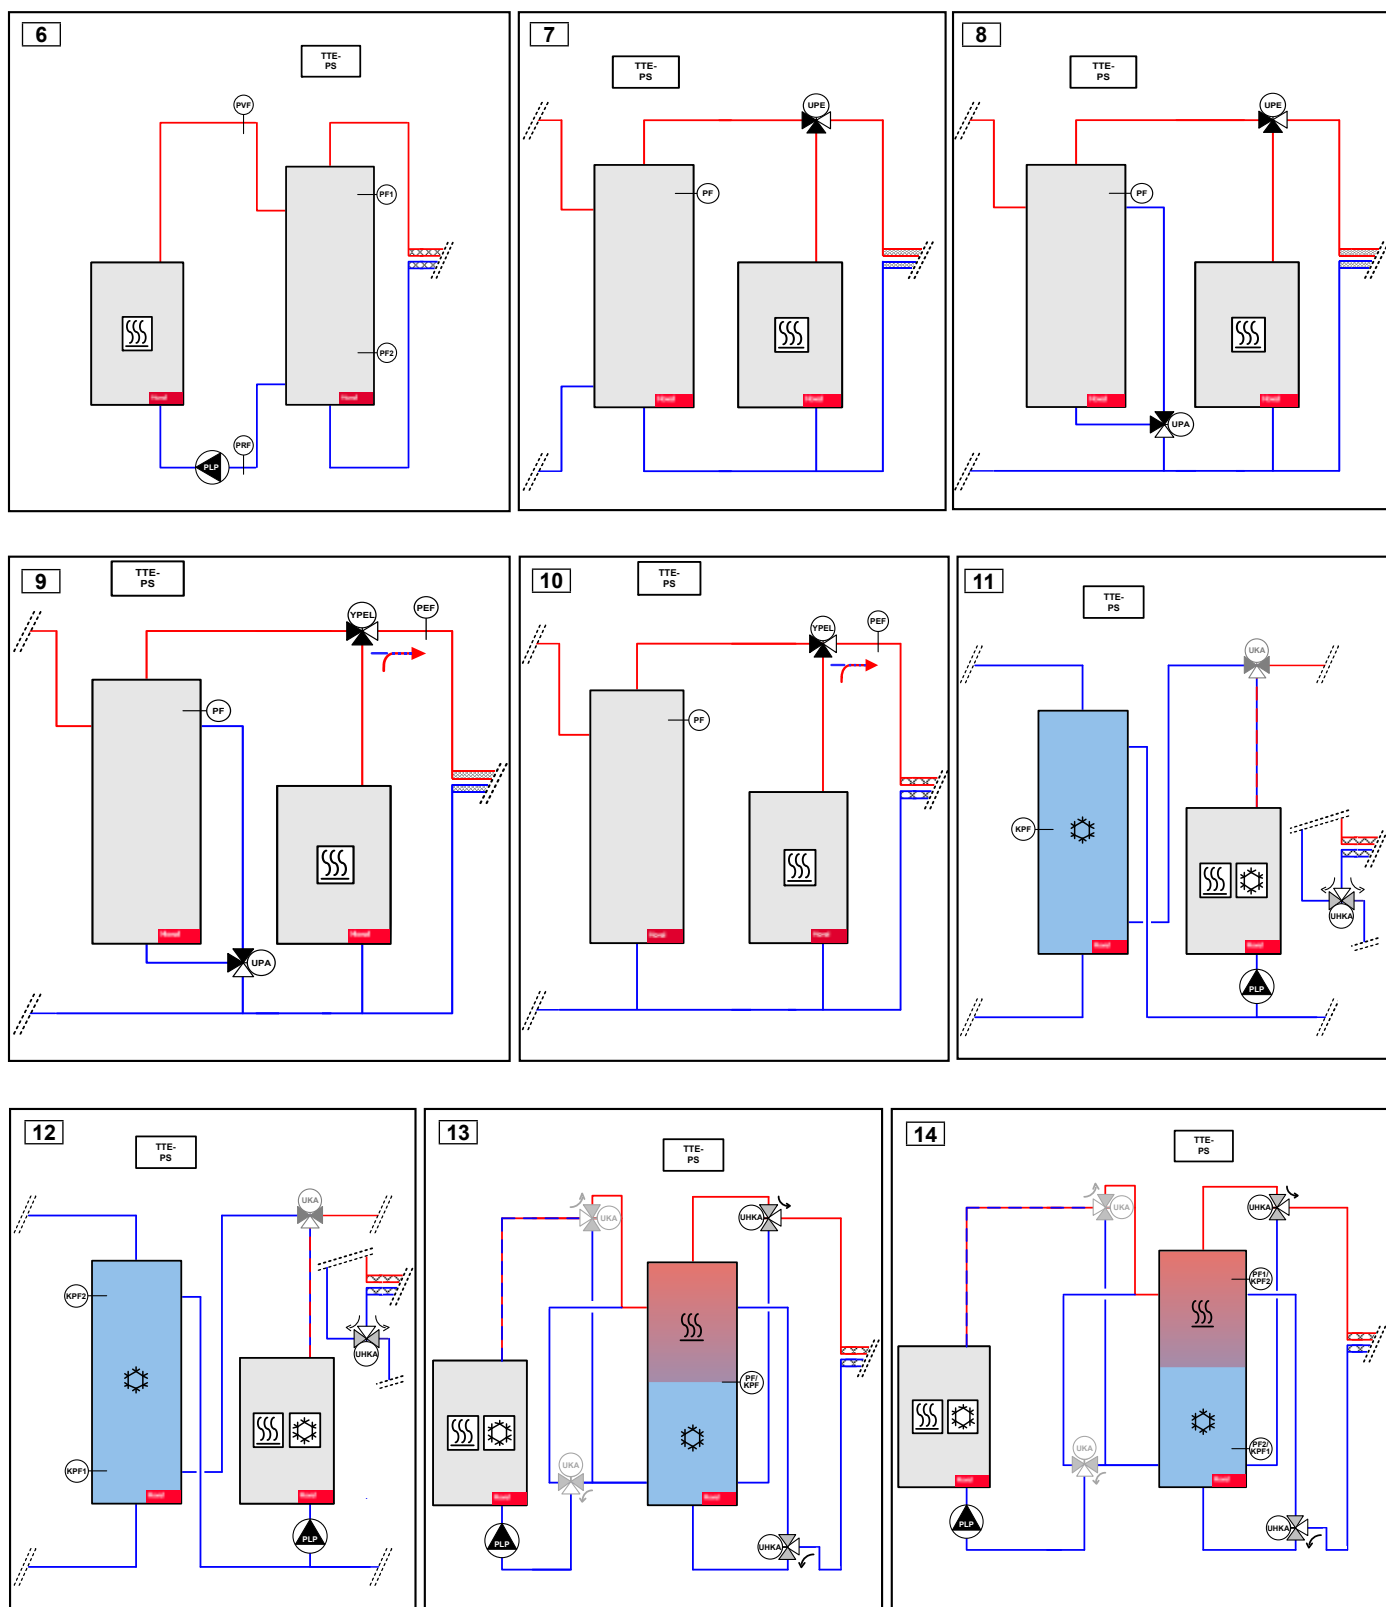 6
TTE-
PS
PVF
PF1
PF2
PRF
PLP
7
TTE-
PS
UPE
PF
8
TTE-
PS
UPE
PF
UPA
9
TTE-
PS
YPEL
PEF
PF
UPA
10
TTE-
PS
YPEL
PEF
PF
11
TTE-
PS
UKA
KPF
UHKA
PLP
12
TTE-
PS
UKA
KPF2
UHKA
KPF1
PLP
13
TTE-
PS
UKA
UHKA
PF/
KPF
UKA
PLP
UHKA
14
TTE-
PS
UKA
UHKA
PF1/
KPF2
PF2/
KPF1
UKA
PLP
UHKA